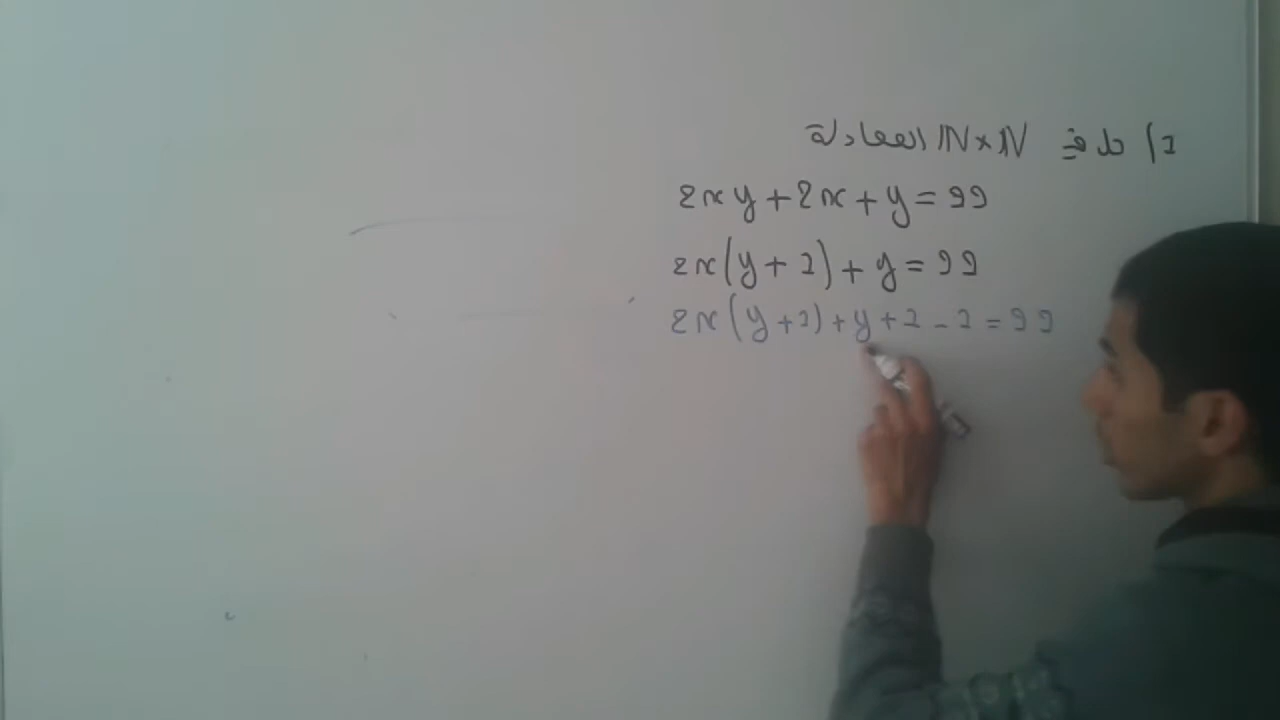 1) حل في ℕ×ℕ المعادلة
2xy + 2x + y = 99
2x(y + 1) + y = 99
2x(y + 1) + y + 1 - 1 = 99